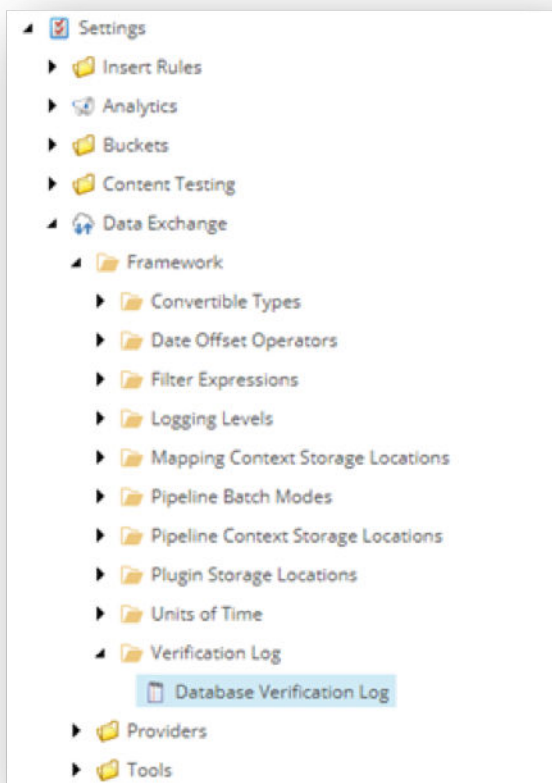 Settings
Insert Rules
Analytics
Buckets
Content Testing
Data Exchange
Framework
Convertible Types
Date Offset Operators
Filter Expressions
Logging Levels
Mapping Context Storage Locations
Pipeline Batch Modes
Pipeline Context Storage Locations
Plugin Storage Locations
Units of Time
Verification Log
Database Verification Log
Providers
Tools